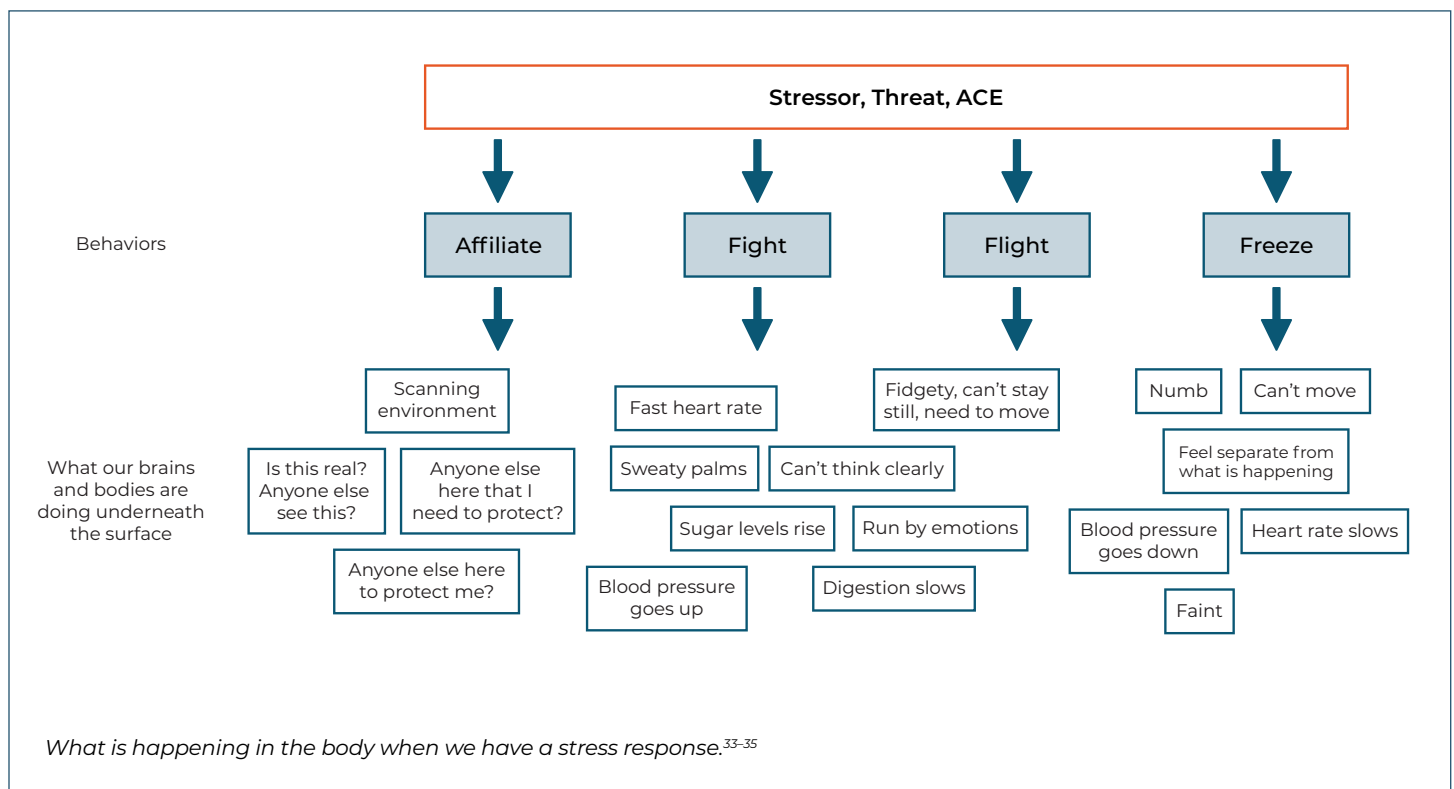 Stressor, Threat, ACE
Behaviors
Affiliate
Fight
Flight
Freeze
What our brains
and bodies are
doing underneath
the surface
Scanning
environment
Is this real?
Anyone else
see this?
Anyone else
here that I
need to protect?
Anyone else here
to protect me?
Fast heart rate
Sweaty palms
Can’t think clearly
Sugar levels rise
Run by emotions
Blood pressure
goes up
Digestion slows
Fidgety, can’t stay
still, need to move
Numb
Can’t move
Feel separate from
what is happening
Blood pressure
goes down
Heart rate slows
Faint
What is happening in the body when we have a stress response.33–35